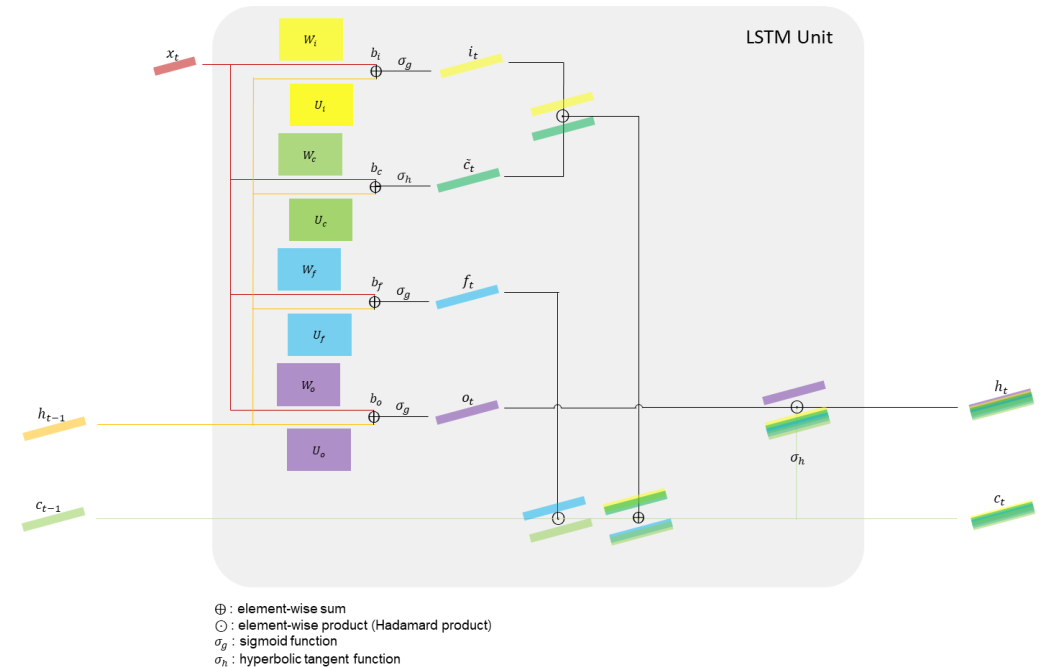 LSTM Unit
W_i
x_t
b_i
σ_g
i_t
U_i
W_c
b_c
σ_h
c̃_t
U_c
W_f
b_f
σ_g
f_t
U_f
W_o
b_o
σ_g
o_t
h_t
h_{t−1}
U_o
σ_h
c_{t−1}
c_t
⊕ : element-wise sum
⊙ : element-wise product (Hadamard product)
σ_g : sigmoid function
σ_h : hyperbolic tangent function